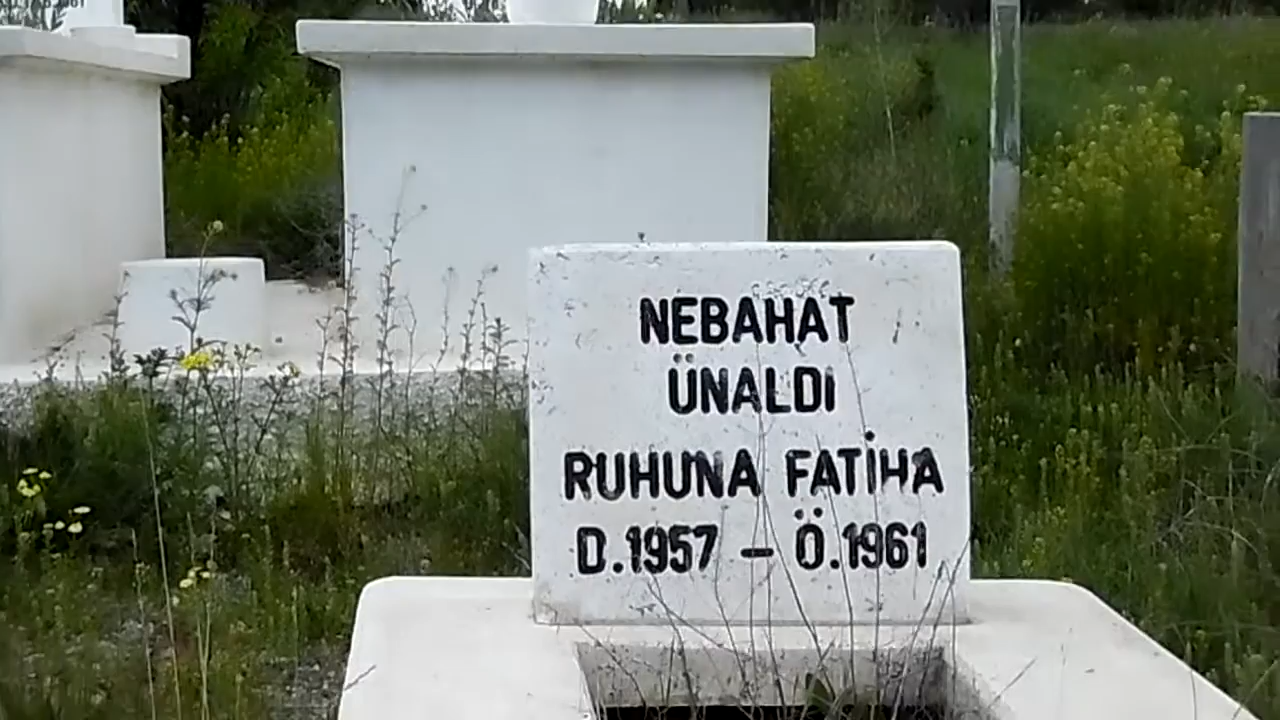 NEBAHAT
ÜNALDI
RUHUNA FATİHA
D.1957 – Ö.1961